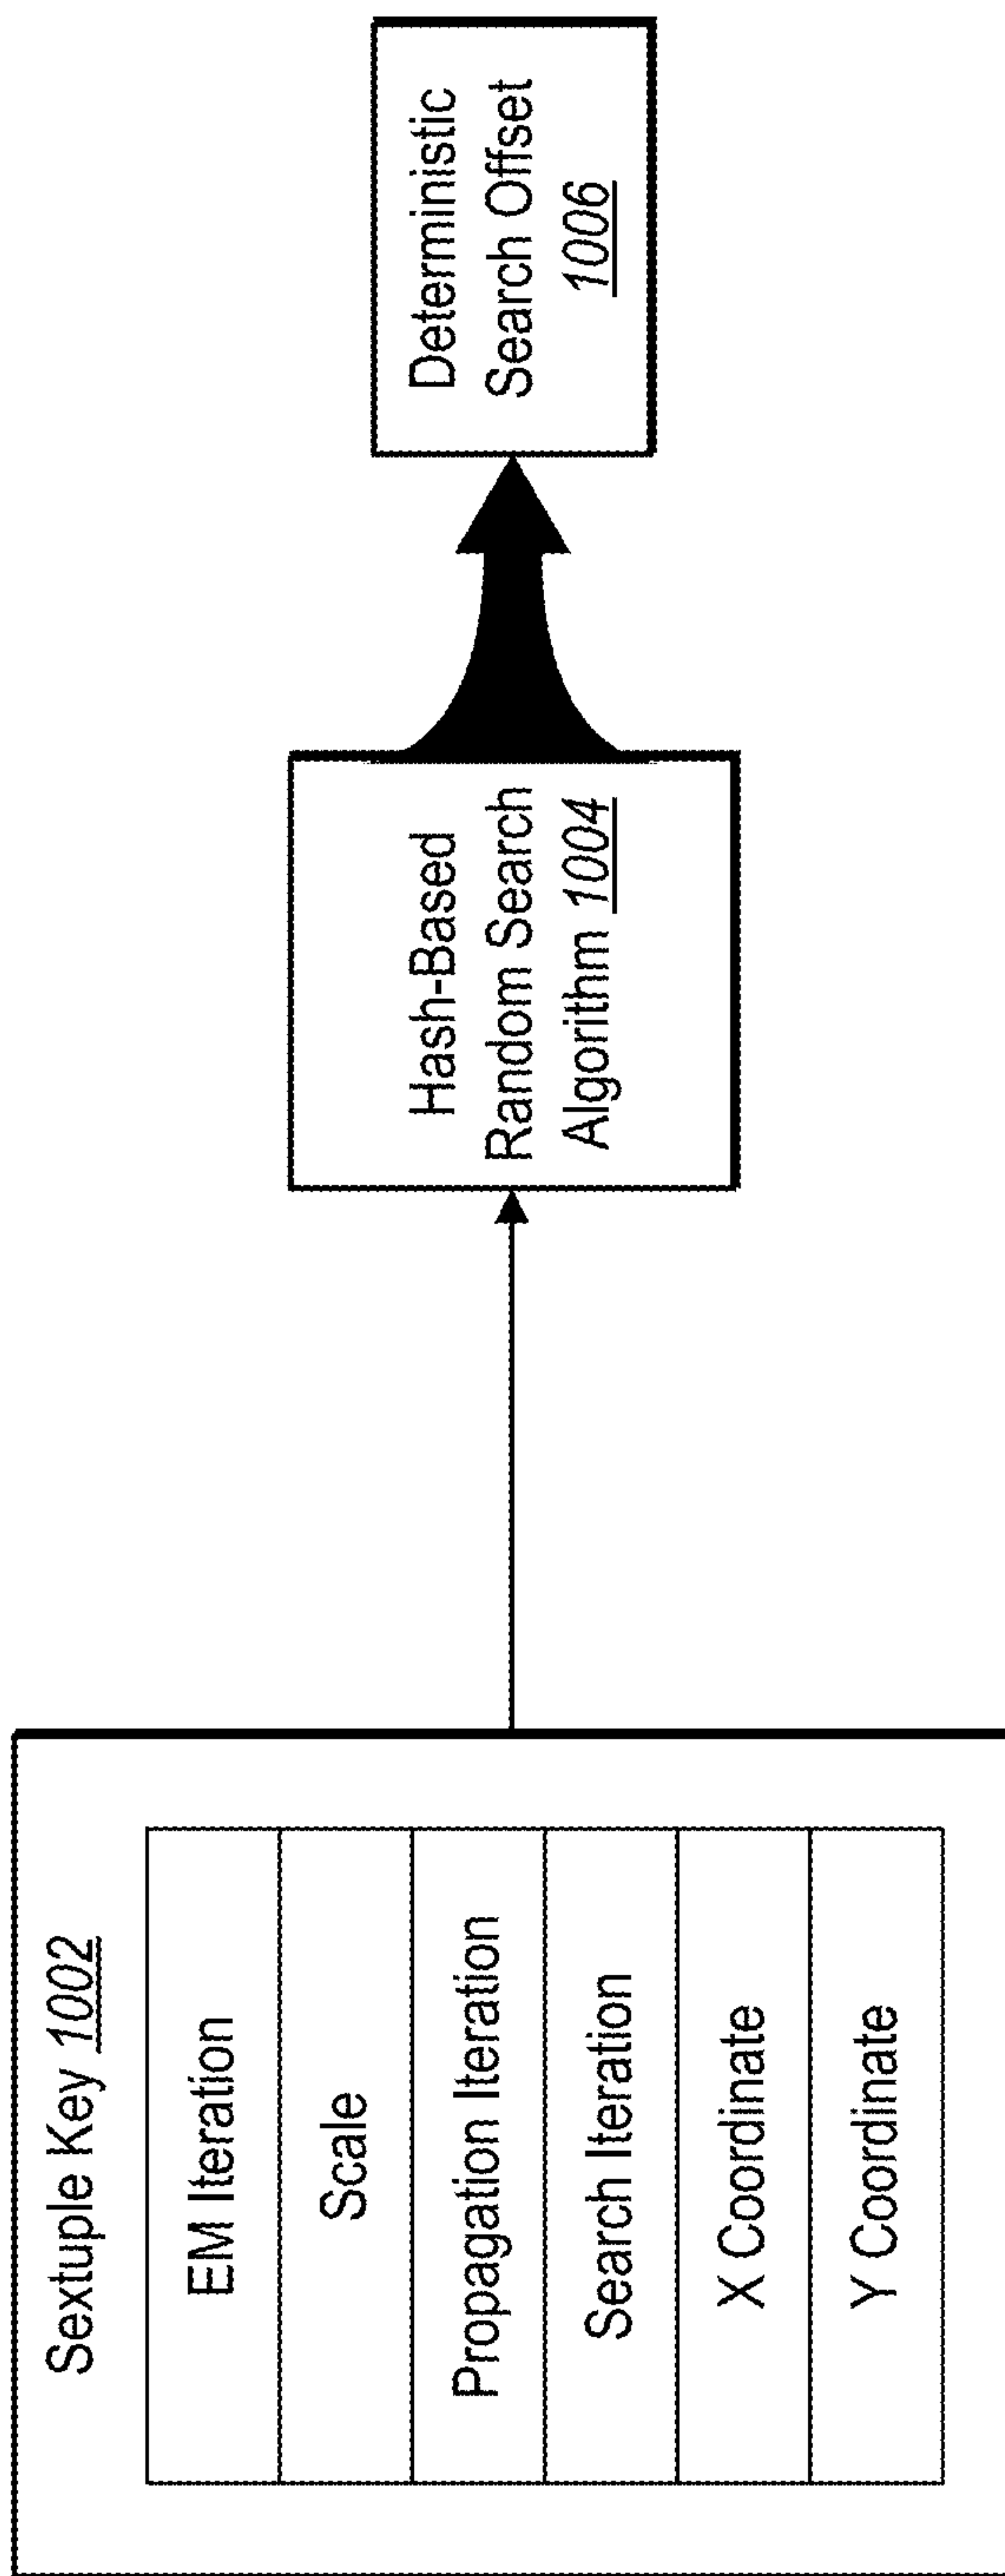 Sextuple Key 1002
EM Iteration
Scale
Propagation Iteration
Search Iteration
X Coordinate
Y Coordinate
Hash-Based
Random Search
Algorithm 1004
Deterministic
Search Offset
1006